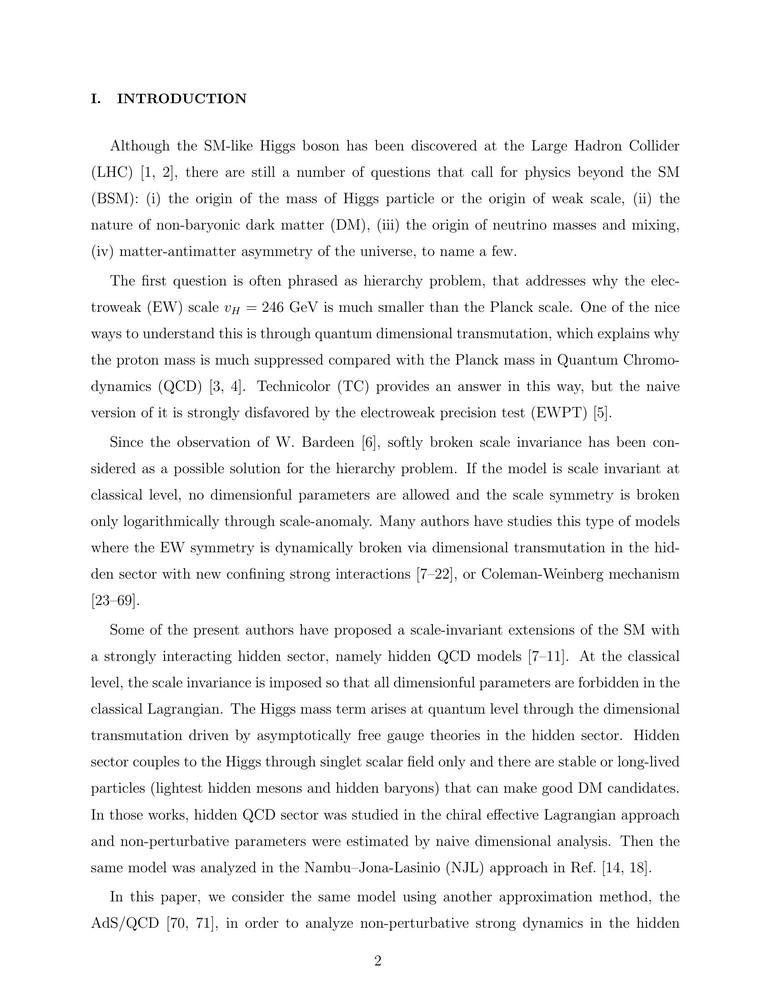 I. INTRODUCTION
Although the SM-like Higgs boson has been discovered at the Large Hadron Collider
(LHC) [1, 2], there are still a number of questions that call for physics beyond the SM
(BSM): (i) the origin of the mass of Higgs particle or the origin of weak scale, (ii) the
nature of non-baryonic dark matter (DM), (iii) the origin of neutrino masses and mixing,
(iv) matter-antimatter asymmetry of the universe, to name a few.
The first question is often phrased as hierarchy problem, that addresses why the elec-
troweak (EW) scale v_H = 246 GeV is much smaller than the Planck scale. One of the nice
ways to understand this is through quantum dimensional transmutation, which explains why
the proton mass is much suppressed compared with the Planck mass in Quantum Chromo-
dynamics (QCD) [3, 4]. Technicolor (TC) provides an answer in this way, but the naive
version of it is strongly disfavored by the electroweak precision test (EWPT) [5].
Since the observation of W. Bardeen [6], softly broken scale invariance has been con-
sidered as a possible solution for the hierarchy problem. If the model is scale invariant at
classical level, no dimensionful parameters are allowed and the scale symmetry is broken
only logarithmically through scale-anomaly. Many authors have studies this type of models
where the EW symmetry is dynamically broken via dimensional transmutation in the hid-
den sector with new confining strong interactions [7–22], or Coleman-Weinberg mechanism
[23–69].
Some of the present authors have proposed a scale-invariant extensions of the SM with
a strongly interacting hidden sector, namely hidden QCD models [7–11]. At the classical
level, the scale invariance is imposed so that all dimensionful parameters are forbidden in the
classical Lagrangian. The Higgs mass term arises at quantum level through the dimensional
transmutation driven by asymptotically free gauge theories in the hidden sector. Hidden
sector couples to the Higgs through singlet scalar field only and there are stable or long-lived
particles (lightest hidden mesons and hidden baryons) that can make good DM candidates.
In those works, hidden QCD sector was studied in the chiral effective Lagrangian approach
and non-perturbative parameters were estimated by naive dimensional analysis. Then the
same model was analyzed in the Nambu–Jona-Lasinio (NJL) approach in Ref. [14, 18].
In this paper, we consider the same model using another approximation method, the
AdS/QCD [70, 71], in order to analyze non-perturbative strong dynamics in the hidden
2